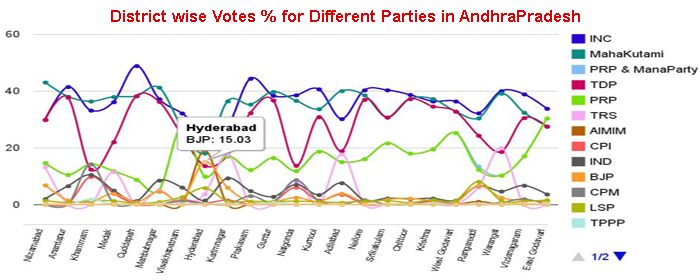 District wise Votes % for Different Parties in AndhraPradesh
60
40
20
0
Hyderabad
BJP: 15.03
INC
MahaKutami
PRP & ManaParty
TDP
PRP
TRS
AIMIM
CPI
IND
BJP
CPM
LSP
TPPP
1/2
Nizamabad
Anantapur
Khammam
Medak
Cuddapah
Mahbubnagar
Visakhapatnam
Hyderabad
Karimnagar
Prakasam
Guntur
Nalgonda
Kurnool
Adilabad
Nellore
Srikakulam
Chittoor
Krishna
West Godavari
Rangareddi
Warangal
Vizianagaram
East Godavari